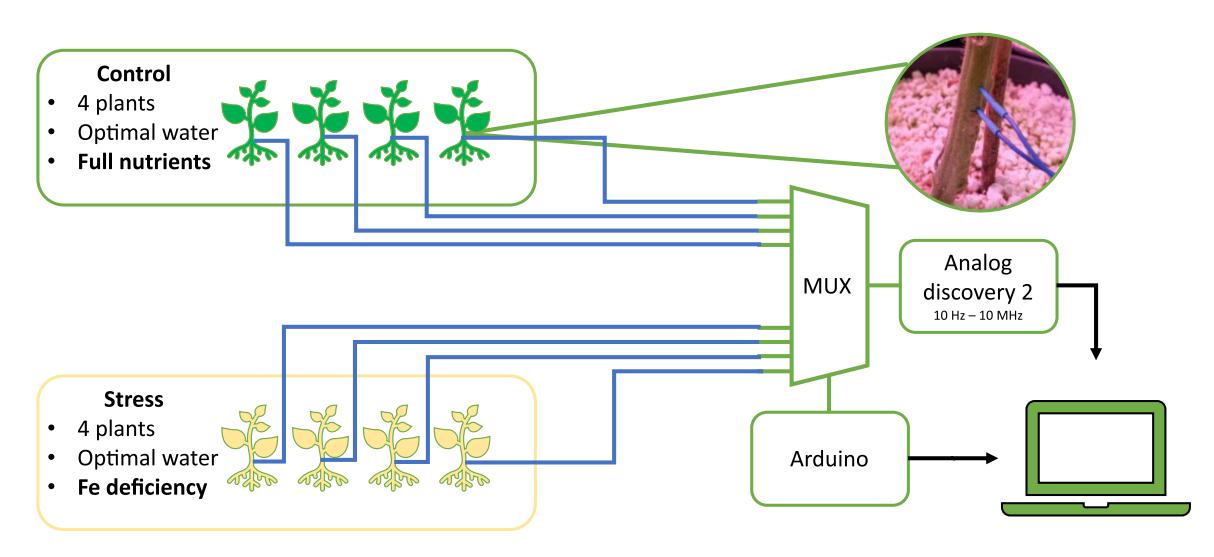 Control
• 4 plants
• Optimal water
• Full nutrients
MUX
Analog
discovery 2
10 Hz – 10 MHz
Stress
• 4 plants
• Optimal water
• Fe deficiency
Arduino